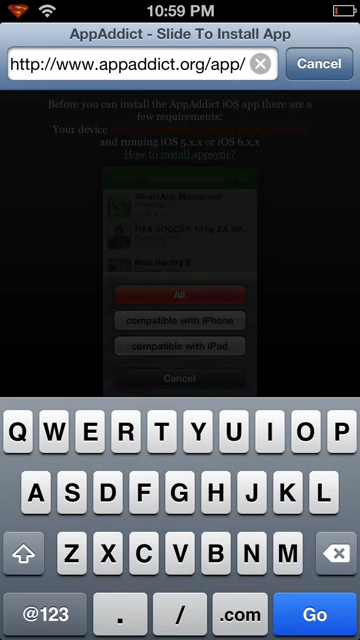 10:59 PM
AppAddict - Slide To Install App
http://www.appaddict.org/app/
Cancel
Before you can install the AppAddict iOS app there are a
few requirements:
Your device
and running iOS 5.x.x or iOS 6.x.x
How to install appsync?
WhatsApp Messenger
FIFA SOCCER 13 by EA SP...
Real Racing 3
All
compatible with iPhone
compatible with iPad
Cancel
Q W E R T Y U I O P
A S D F G H J K L
Z X C V B N M
@123 . / .com Go